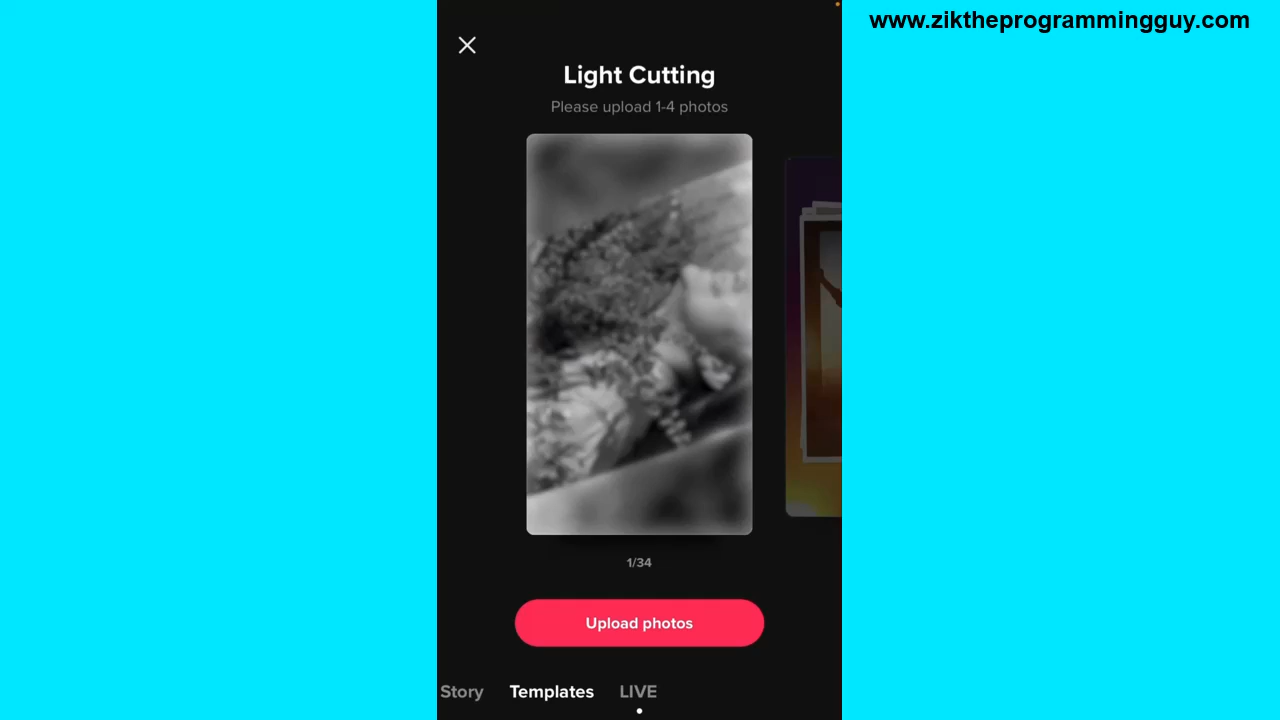 www.ziktheprogrammingguy.com
Light Cutting
Please upload 1-4 photos
1/34
Upload photos
Story Templates LIVE